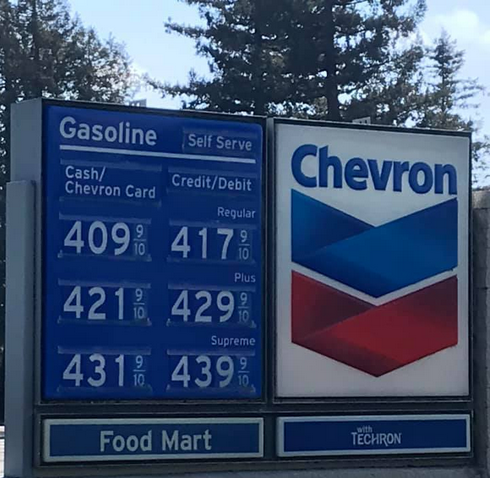 Gasoline Self Serve
Cash/ Chevron Card
Credit/Debit
Regular
409 9/10 417 9/10
Plus
421 9/10 429 9/10
Supreme
431 9/10 439 9/10
Chevron
Food Mart
with
TECHRON